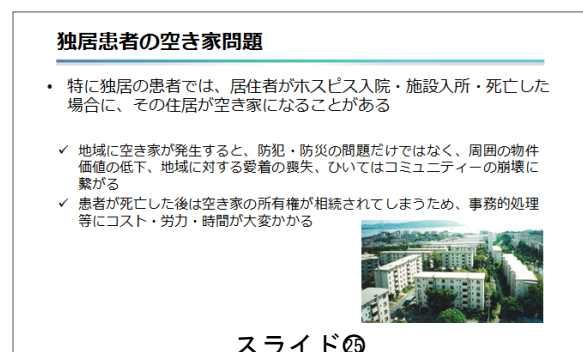 独居患者の空き家問題
• 特に独居の患者では、居住者がホスピス入院・施設入所・死亡した
場合に、その住居が空き家になることがある
✓ 地域に空き家が発生すると、防犯・防災の問題だけではなく、周囲の物件
価値の低下、地域に対する愛着の喪失、ひいてはコミュニティーの崩壊に
繋がる
✓ 患者が死亡した後は空き家の所有権が相続されてしまうため、事務的処理
等にコスト・労力・時間が大変かかる
スライド㉕